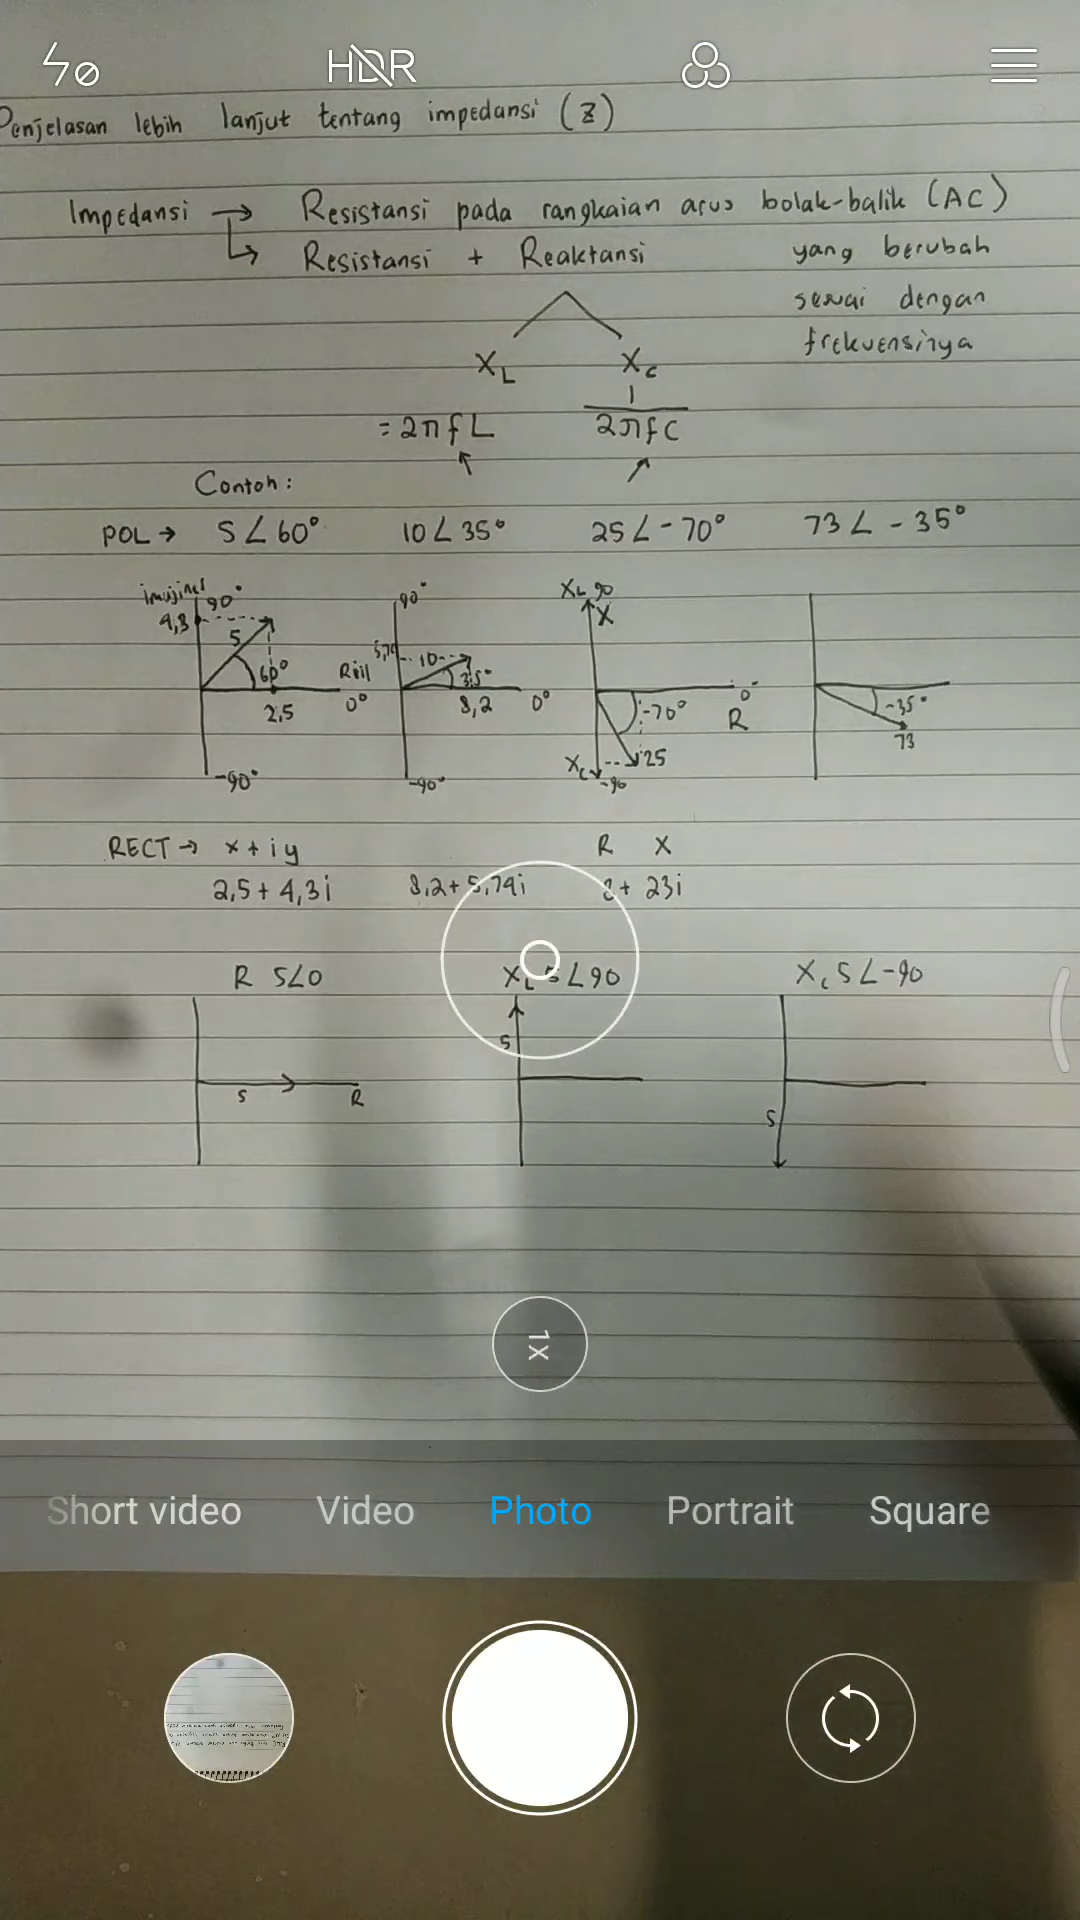 HDR
Penjelasan lebih lanjut tentang impedansi (Z)
Impedansi → Resistansi pada rangkaian arus bolak-balik (AC)
↳ Resistansi + Reaktansi
yang berubah
sesuai dengan
frekuensinya
XL XC
= 2πfL 1/2πfC
Contoh :
POL → 5∠60° 10∠35° 25∠-70° 73∠-35°
imajiner 90° 4,3 5 60° Riil 0° 2,5 -90°
90° 5,74 10 35° 8,2 0° -90°
XL 90 X -70° 0° R 25 XC -90
-35° 73
RECT → x + iy R X
2,5 + 4,3i 8,2 + 5,74i + 23i
R 5∠0 XL 5∠90 XC 5∠-90
5 R 5 5
1X
Short video Video Photo Portrait Square